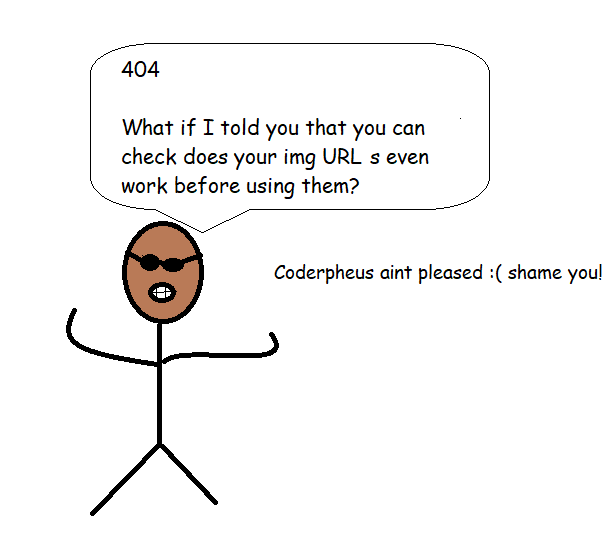 404
What if I told you that you can
check does your img URL s even
work before using them?
Coderpheus aint pleased :( shame you!